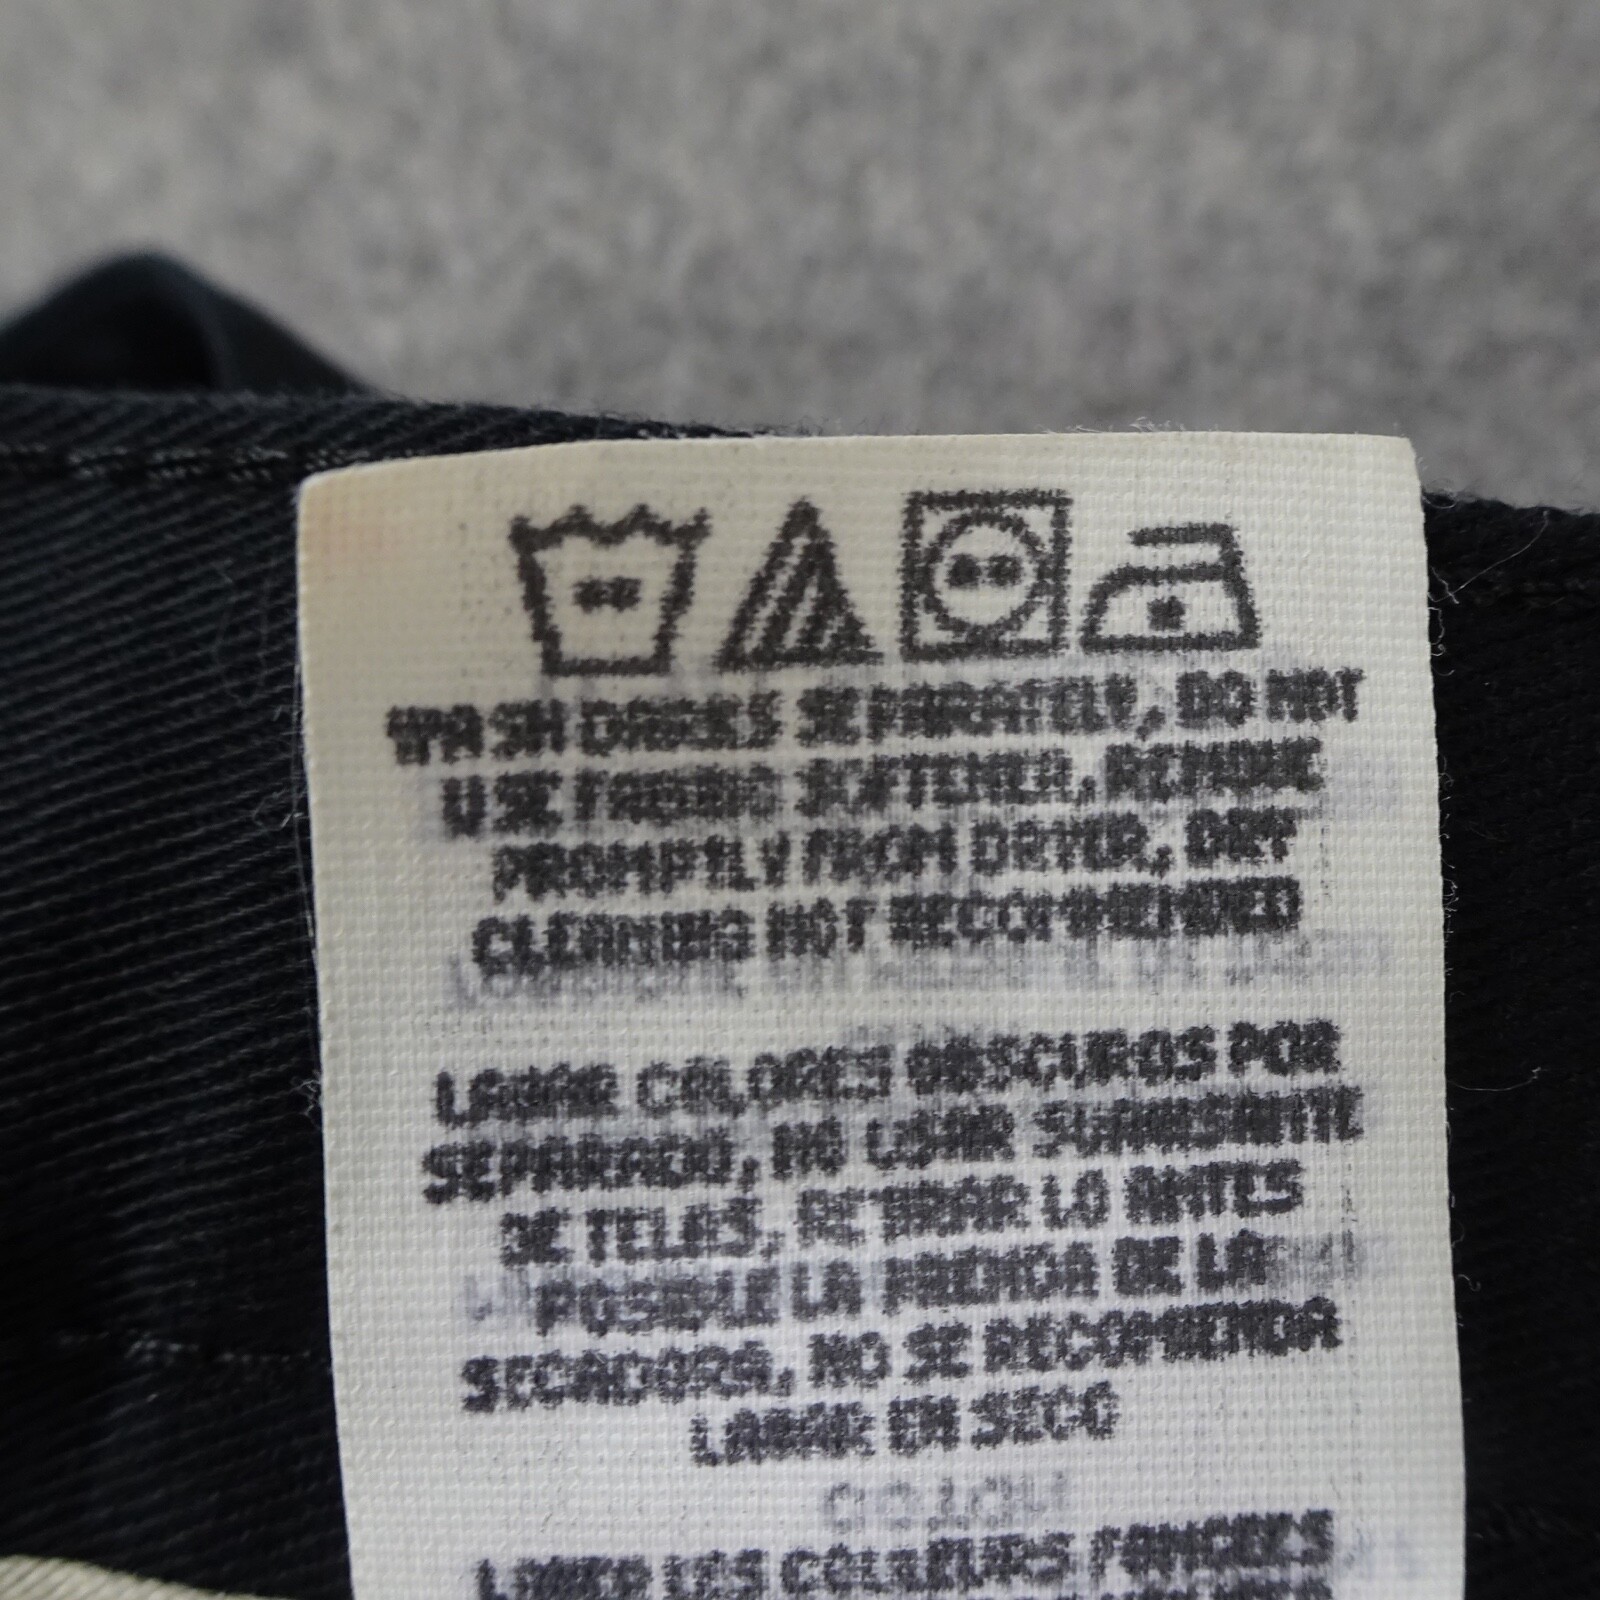 WASH DARKS SEPARATELY, DO NOT
USE FABRIC SOFTENER, REMOVE
PROMPTLY FROM DRYER, DRY
CLEANING NOT RECOMMENDED
LAVAR COLORES OBSCUROS POR
SEPARADO, NO USAR SUAVISANTE
DE TELAS, RETIRAR LO ANTES
POSIBLE LA PRENDA DE LA
SECADORA, NO SE RECOMIENDA
LAVAR EN SECO
LAVER LES COULEURS FONCEES